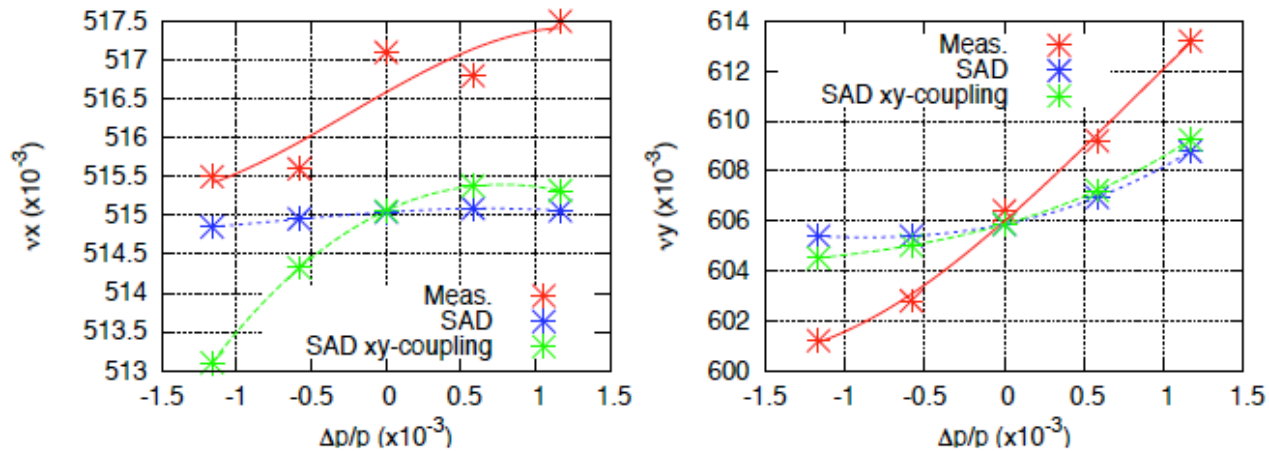 517.5
517
516.5
516
515.5
515
514.5
514
513.5
513
νx (x10⁻³)
Meas.
SAD
SAD xy-coupling
-1.5 -1 -0.5 0 0.5 1 1.5
Δp/p (x10⁻³)
614
612
610
608
606
604
602
600
νy (x10⁻³)
Meas.
SAD
SAD xy-coupling
-1.5 -1 -0.5 0 0.5 1 1.5
Δp/p (x10⁻³)